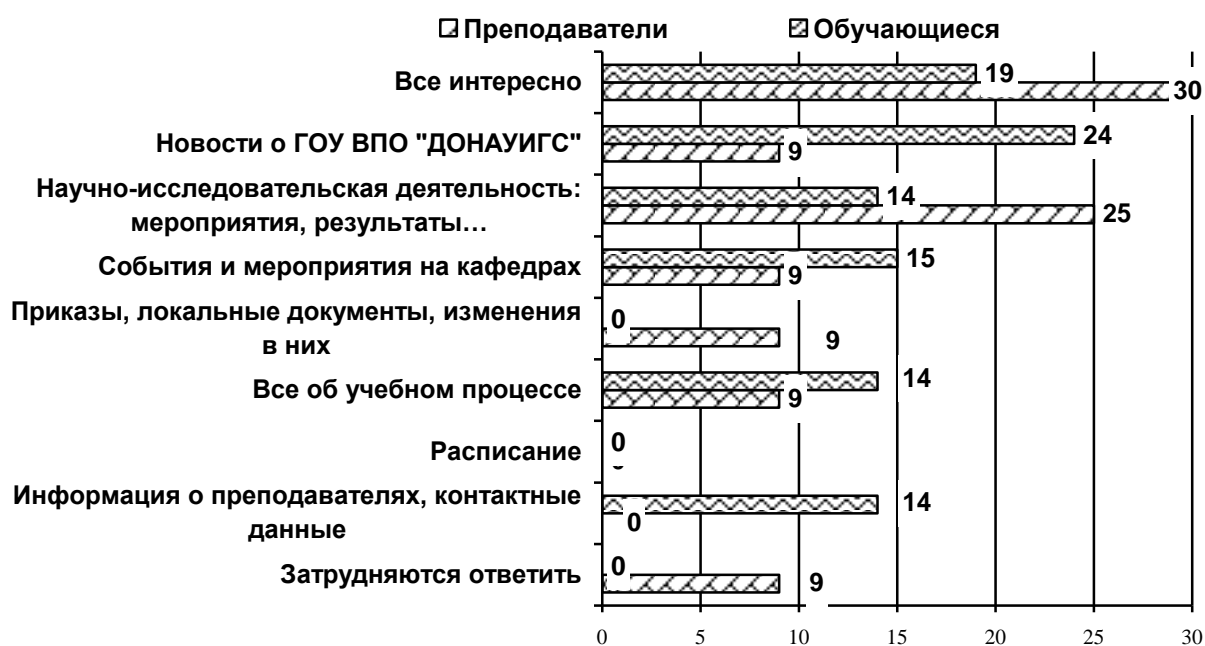 Преподаватели Обучающиеся
Все интересно
19
30
Новости о ГОУ ВПО "ДОНАУИГС"
24
9
Научно-исследовательская деятельность:
мероприятия, результаты…
14
25
События и мероприятия на кафедрах
15
9
Приказы, локальные документы, изменения
в них
0
9
Все об учебном процессе
14
9
Расписание
0
Информация о преподавателях, контактные
данные
14
0
Затрудняются ответить
0
9
0 5 10 15 20 25 30